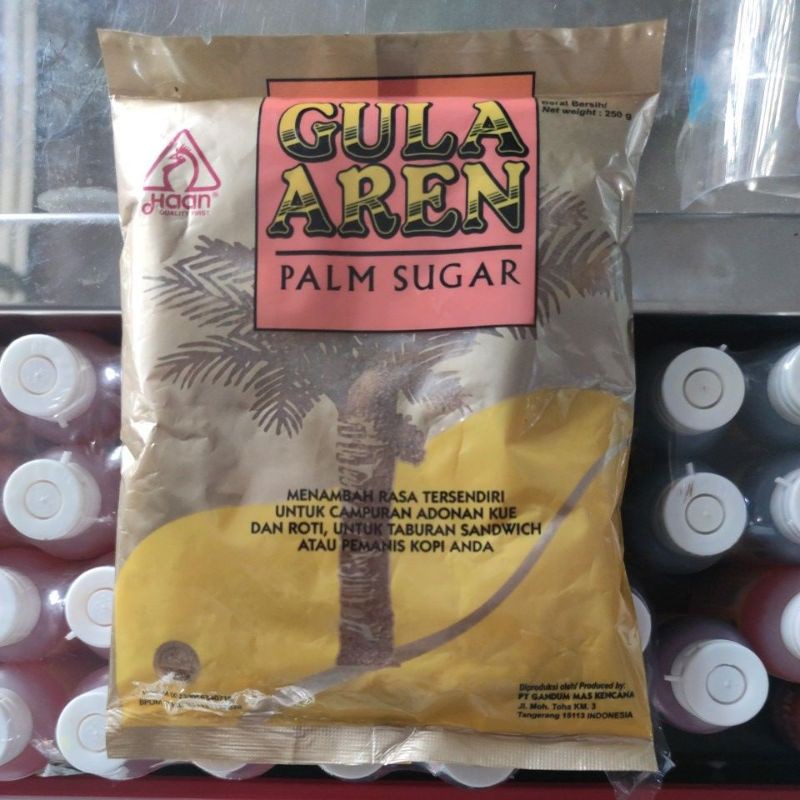 Berat Bersih/
Net weight : 250 g
GULA
AREN
PALM SUGAR
Haan®
QUALITY FIRST
MENAMBAH RASA TERSENDIRI
UNTUK CAMPURAN ADONAN KUE
DAN ROTI, UNTUK TABURAN SANDWICH
ATAU PEMANIS KOPI ANDA
Diproduksi oleh/ Produced by:
PT GANDUM MAS KENCANA
Jl. Moh. Toha KM. 3
Tangerang 15113 INDONESIA